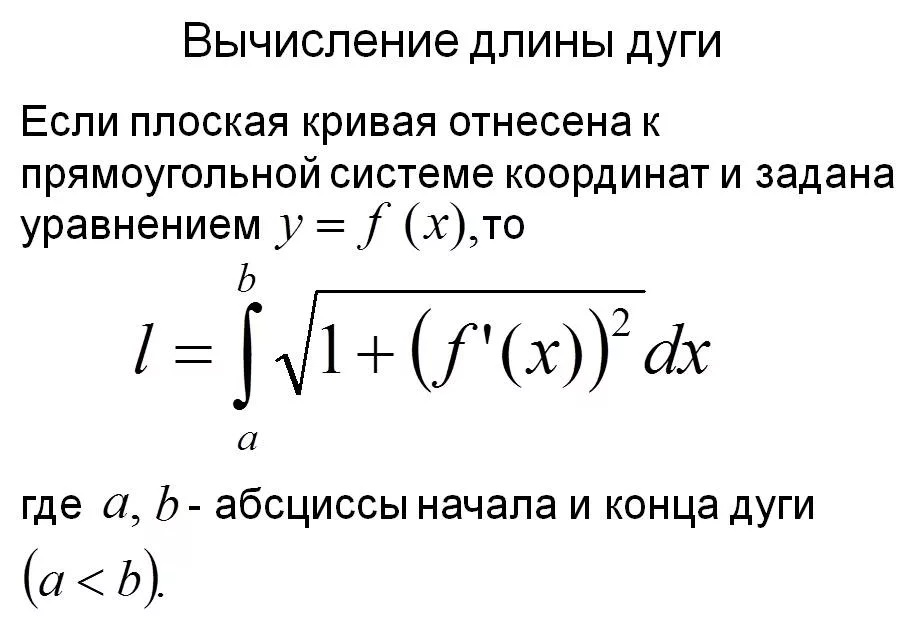 Вычисление длины дуги
Если плоская кривая отнесена к
прямоугольной системе координат и задана
уравнением y = f (x), то
l = ∫_a^b √(1 + (f'(x))²) dx
где a, b - абсциссы начала и конца дуги
(a < b).